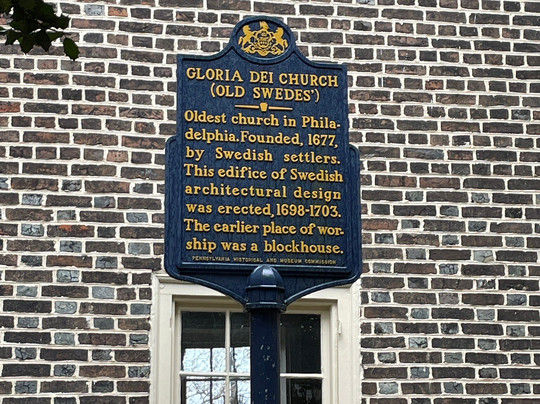 GLORIA DEI CHURCH
(OLD SWEDES')
Oldest church in Phila-
delphia. Founded, 1677,
by Swedish settlers.
This edifice of Swedish
architectural design
was erected, 1698-1703.
The earlier place of wor-
ship was a blockhouse.
PENNSYLVANIA HISTORICAL AND MUSEUM COMMISSION